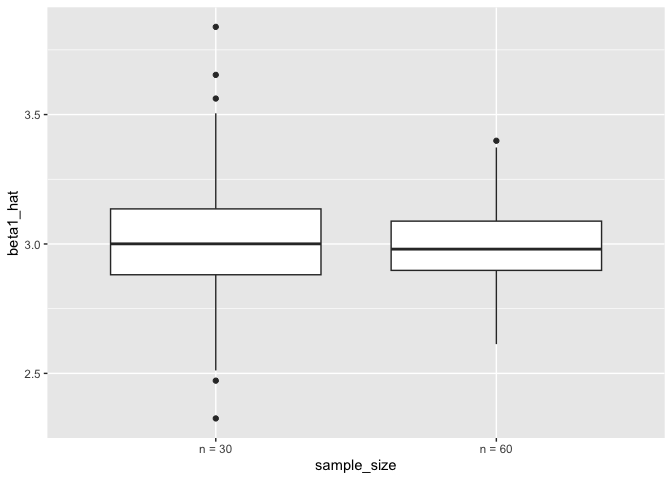 3.5
3.0
2.5
beta1_hat
n = 30
n = 60
sample_size